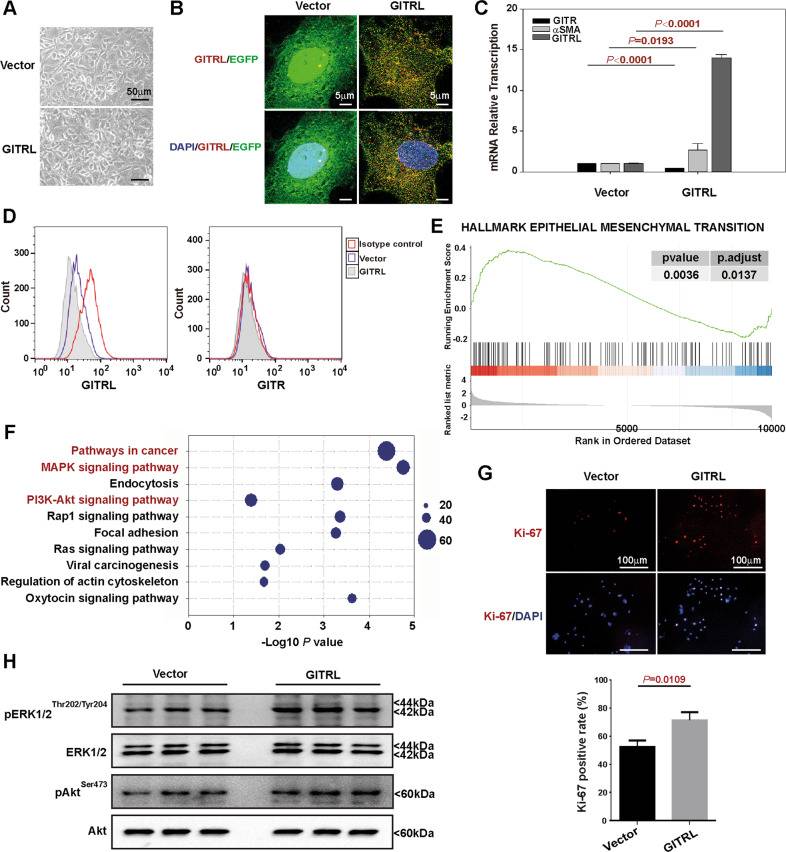 A
Vector
50μm
GITRL
B
Vector GITRL
GITRL/EGFP
5μm 5μm
DAPI/GITRL/EGFP
C
GITR
αSMA
GITRL
P<0.0001
P=0.0193
P<0.0001
mRNA Relative Transcription
20
15
10
5
0
Vector GITRL
D
Isotype control
Vector
GITRL
Count
300
200
100
0
10⁰ 10¹ 10² 10³ 10⁴
GITRL
Count
400
300
200
100
0
10⁰ 10¹ 10² 10³ 10⁴
GITR
E
HALLMARK EPITHELIAL MESENCHYMAL TRANSITION
pvalue p.adjust
0.0036 0.0137
Running Enrichment Score
0.4
0.0
-0.2
Ranked list metric
4
2
0
-2
5000 10000
Rank in Ordered Dataset
F
Pathways in cancer
MAPK signaling pathway
Endocytosis
PI3K-Akt signaling pathway
Rap1 signaling pathway
Focal adhesion
Ras signaling pathway
Viral carcinogenesis
Regulation of actin cytoskeleton
Oxytocin signaling pathway
20
40
60
0 1 2 3 4 5
-Log10 P value
G
Vector GITRL
Ki-67
100μm 100μm
Ki-67/DAPI
P=0.0109
Ki-67 positive rate (%)
100
80
60
40
20
0
Vector GITRL
H
Vector GITRL
pERK1/2Thr202/Tyr204
<44kDa
<42kDa
ERK1/2
<44kDa
<42kDa
pAktSer473
<60kDa
Akt
<60kDa